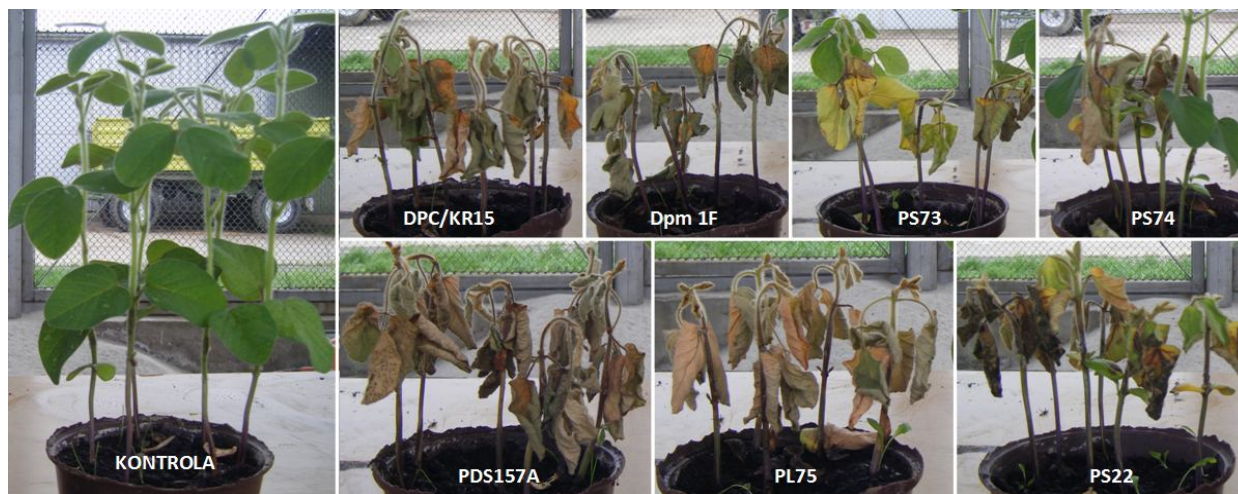 KONTROLA
DPC/KR15
Dpm 1F
PS73
PS74
PDS157A
PL75
PS22